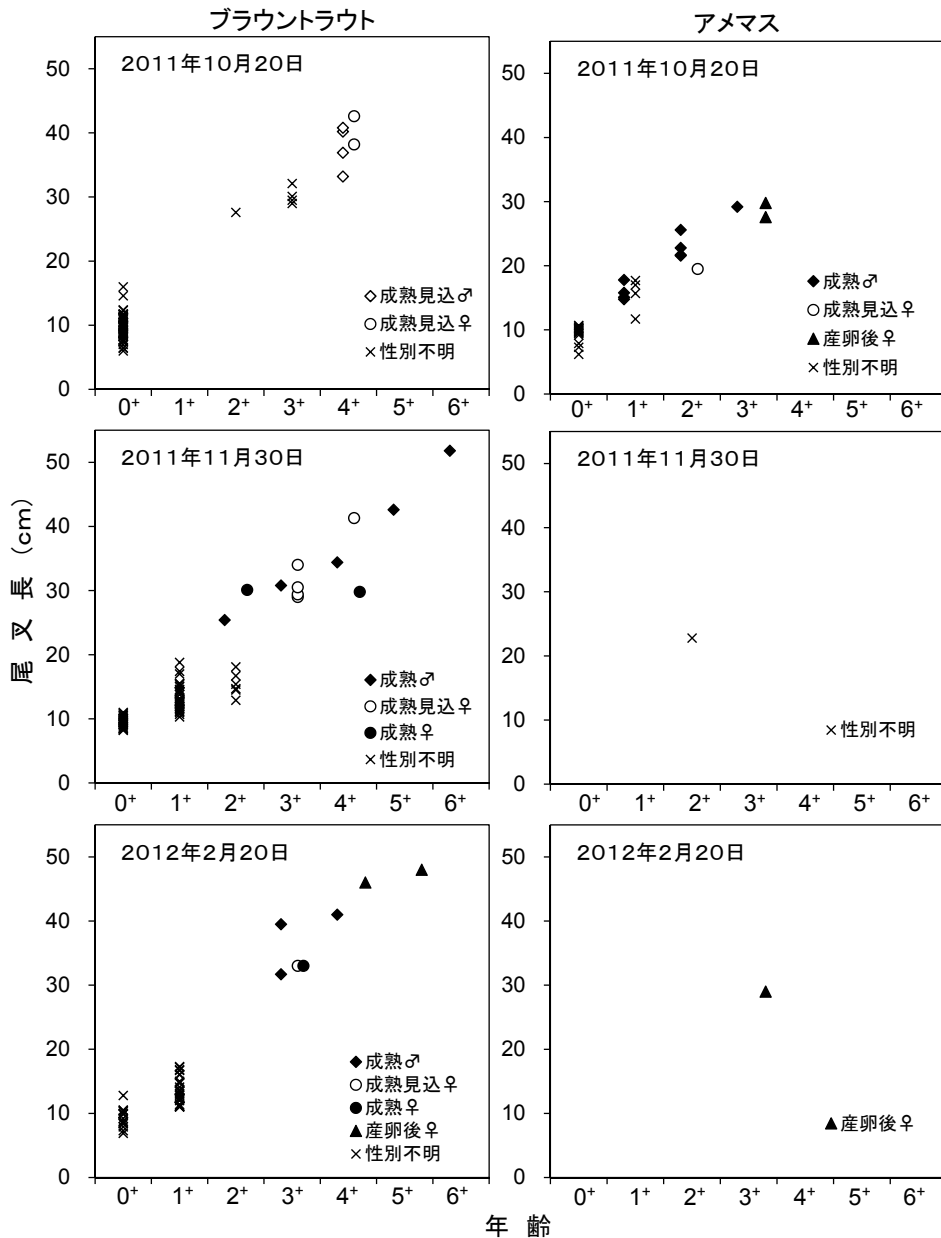 ブラウントラウト
アメマス
2011年10月20日
50
40
30
20
10
0
◇成熟見込♂
○成熟見込♀
×性別不明
0+ 1+ 2+ 3+ 4+ 5+ 6+
2011年10月20日
50
40
30
20
10
0
◆成熟♂
○成熟見込♀
▲産卵後♀
×性別不明
0+ 1+ 2+ 3+ 4+ 5+ 6+
尾叉長(cm)
2011年11月30日
50
40
30
20
10
0
◆成熟♂
○成熟見込♀
●成熟♀
×性別不明
0+ 1+ 2+ 3+ 4+ 5+ 6+
2011年11月30日
50
40
30
20
10
0
×性別不明
0+ 1+ 2+ 3+ 4+ 5+ 6+
2012年2月20日
50
40
30
20
10
0
◆成熟♂
○成熟見込♀
●成熟♀
▲産卵後♀
×性別不明
0+ 1+ 2+ 3+ 4+ 5+ 6+
2012年2月20日
50
40
30
20
10
0
▲産卵後♀
0+ 1+ 2+ 3+ 4+ 5+ 6+
年齢